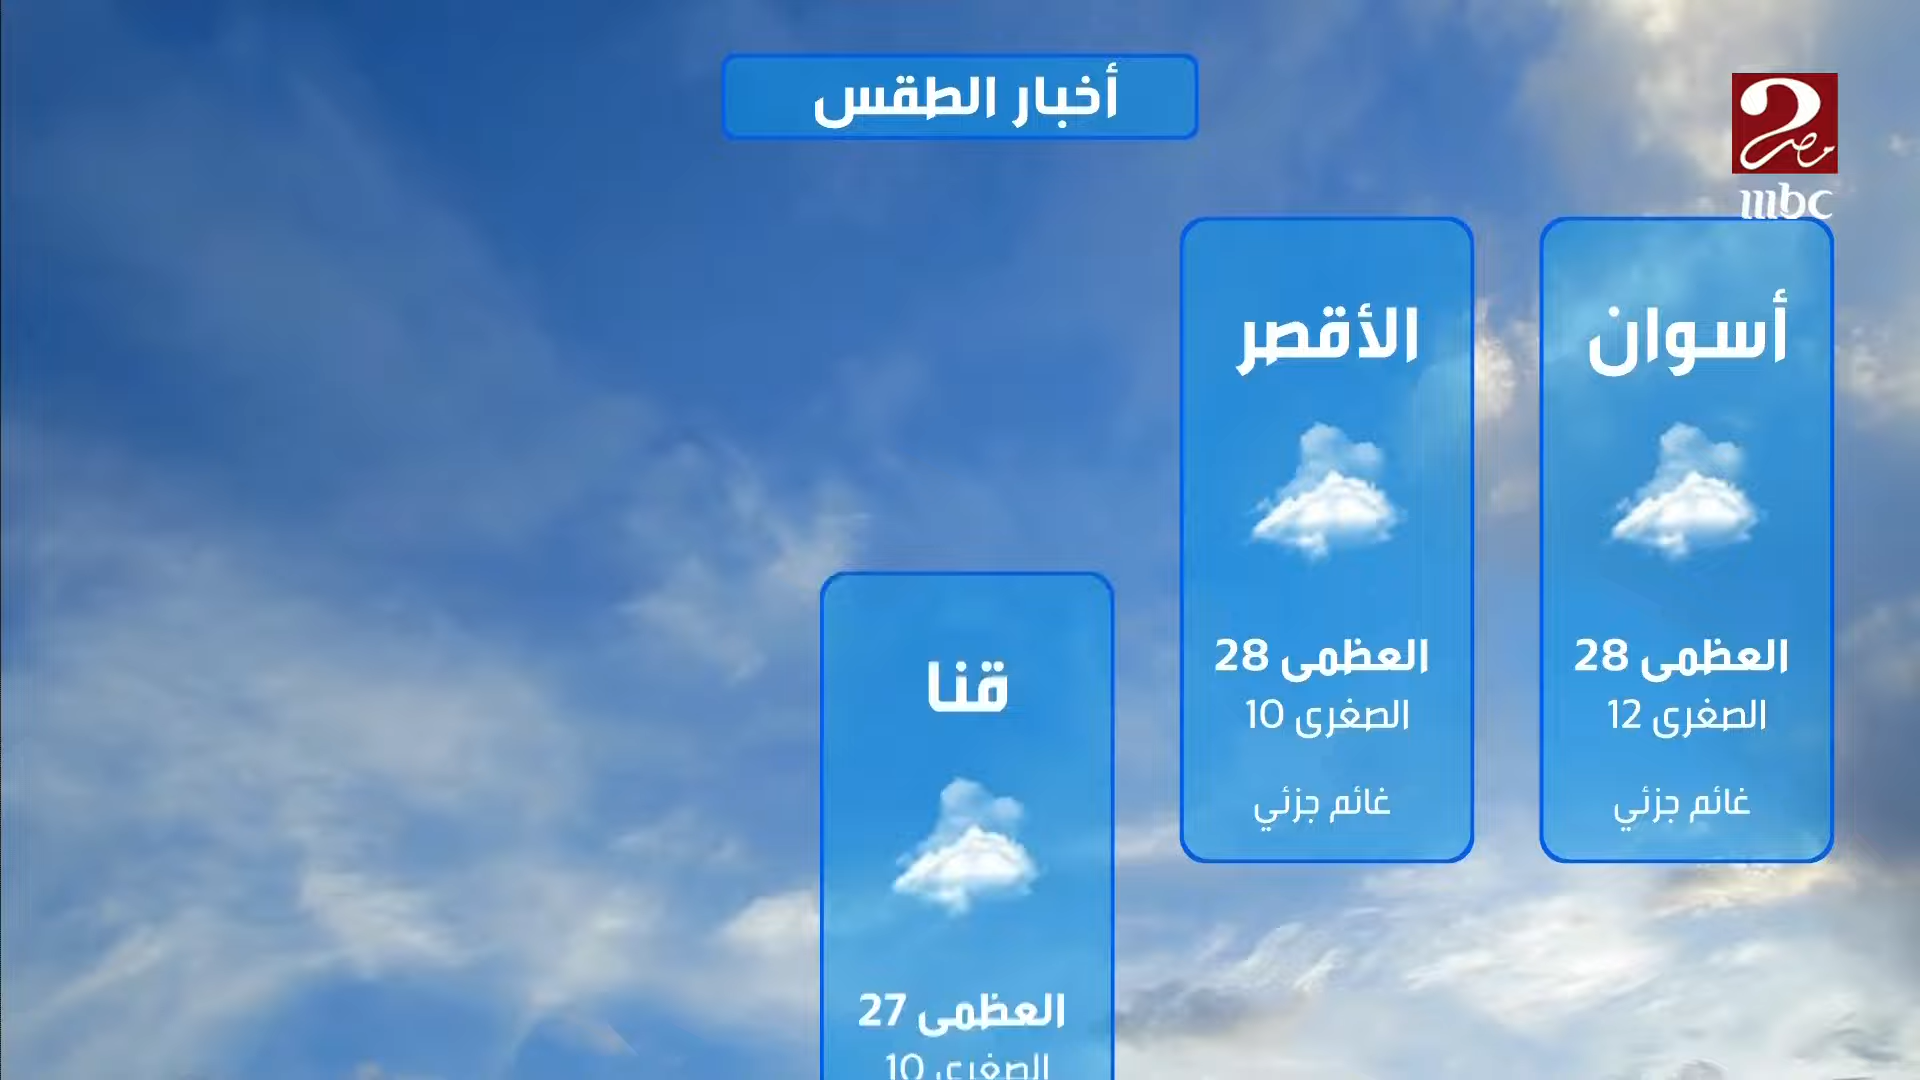 أخبار الطقس
مصر
mbc
أسوان
العظمى 28
الصغرى 12
غائم جزئي
الأقصر
العظمى 28
الصغرى 10
غائم جزئي
قنا
العظمى 27
الصغرى 10